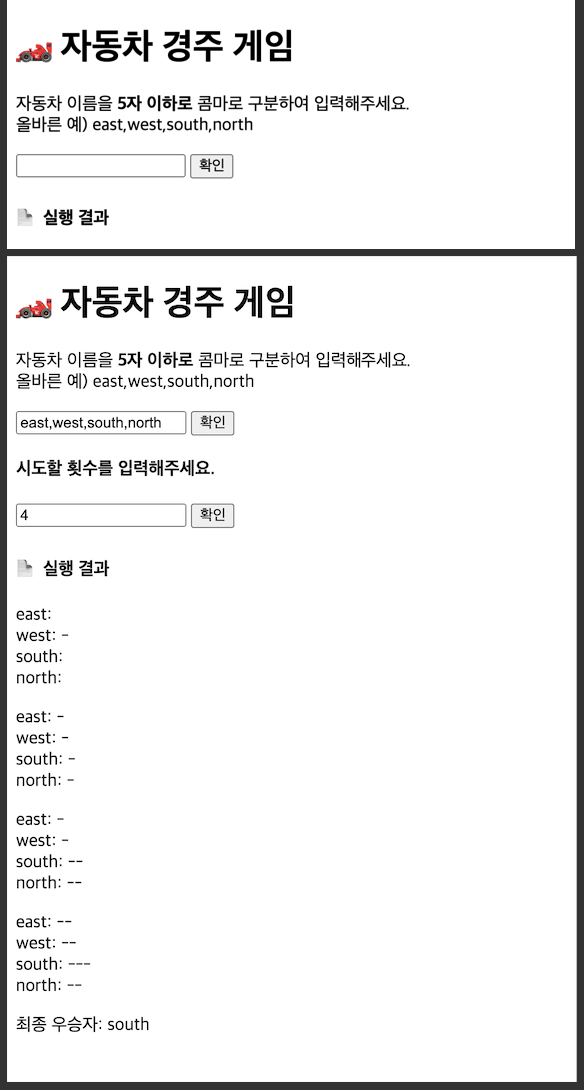 자동차 경주 게임
자동차 이름을 5자 이하로 콤마로 구분하여 입력해주세요.
올바른 예) east,west,south,north
확인
실행 결과
자동차 경주 게임
자동차 이름을 5자 이하로 콤마로 구분하여 입력해주세요.
올바른 예) east,west,south,north
east,west,south,north 확인
시도할 횟수를 입력해주세요.
4 확인
실행 결과
east:
west: -
south:
north:
east: -
west: -
south: -
north: -
east: -
west: -
south: --
north: --
east: --
west: --
south: ---
north: --
최종 우승자: south